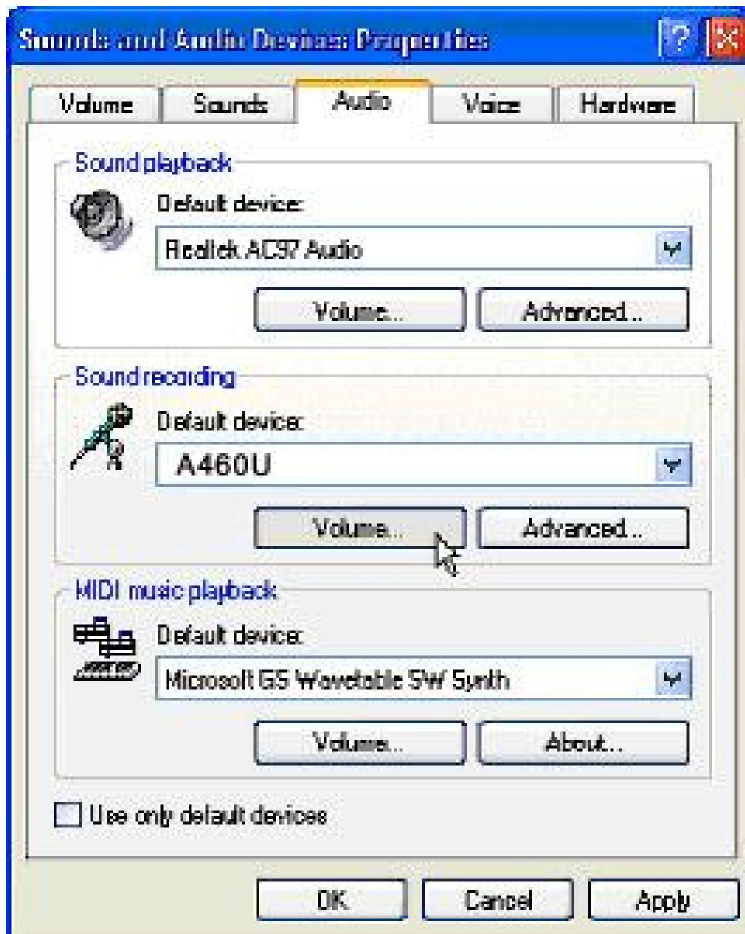 Sounds and Audio Devices Properties
Volume Sounds Audio Voice Hardware
Sound playback
Default device:
Realtek AC97 Audio
Volume... Advanced...
Sound recording
Default device:
A460U
Volume... Advanced...
MIDI music playback
Default device:
Microsoft GS Wavetable SW Synth
Volume... About...
Use only default devices
OK Cancel Apply